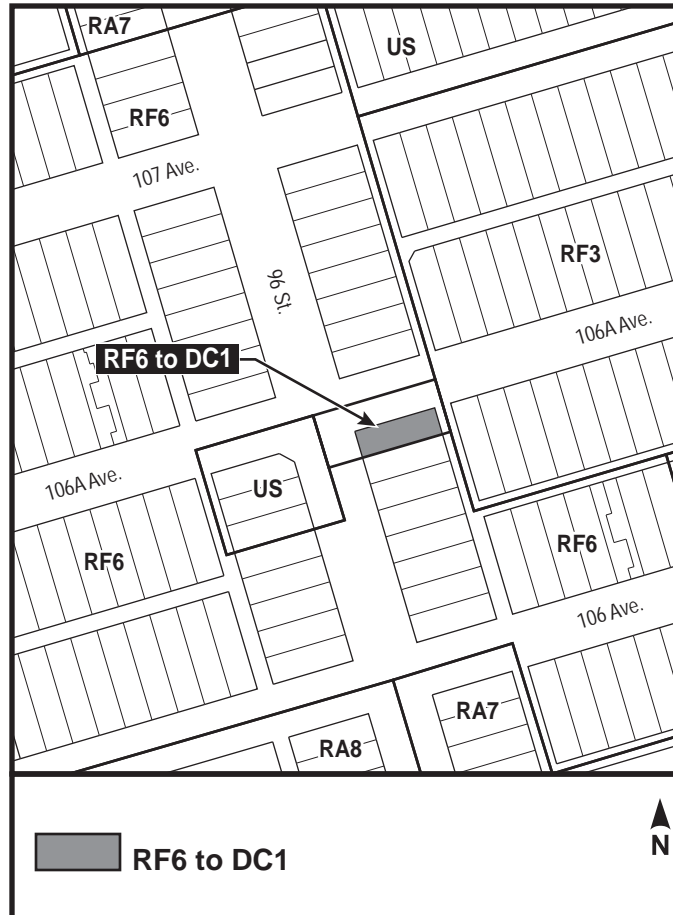 RA7
US
RF6
107 Ave.
RF3
96 St.
106A Ave.
RF6 to DC1
106A Ave.
US
RF6
RF6
106 Ave.
RA7
RA8
RF6 to DC1
N